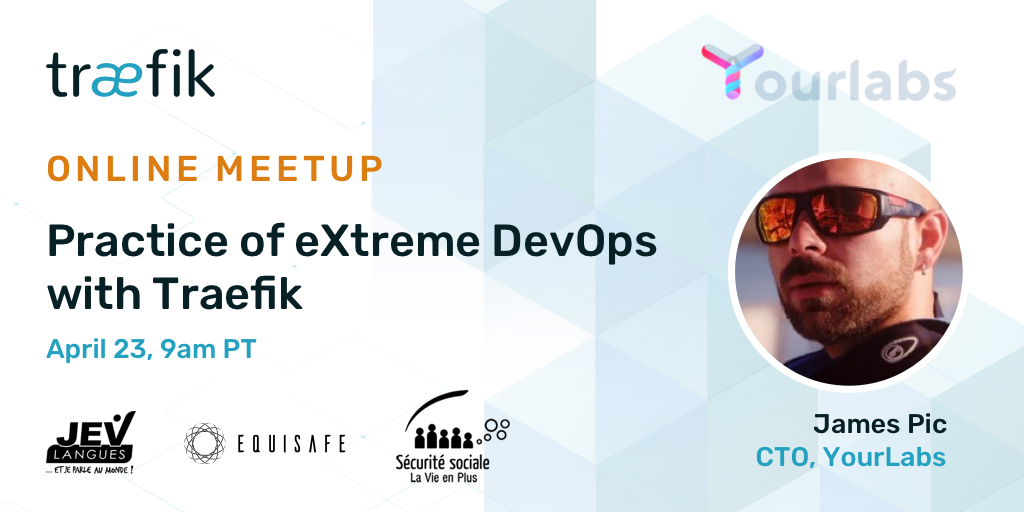 træfik
Yourlabs
ONLINE MEETUP
Practice of eXtreme DevOps
with Traefik
April 23, 9am PT
JEV
LANGUES
... ET JE PARLE AU MONDE !
EQUISAFE
Sécurité sociale
La Vie en Plus
James Pic
CTO, YourLabs